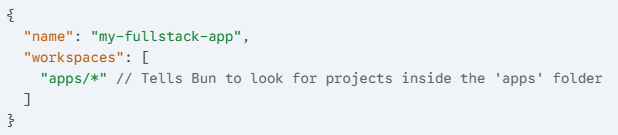 {
  "name": "my-fullstack-app",
  "workspaces": [
    "apps/*" // Tells Bun to look for projects inside the 'apps' folder
  ]
}